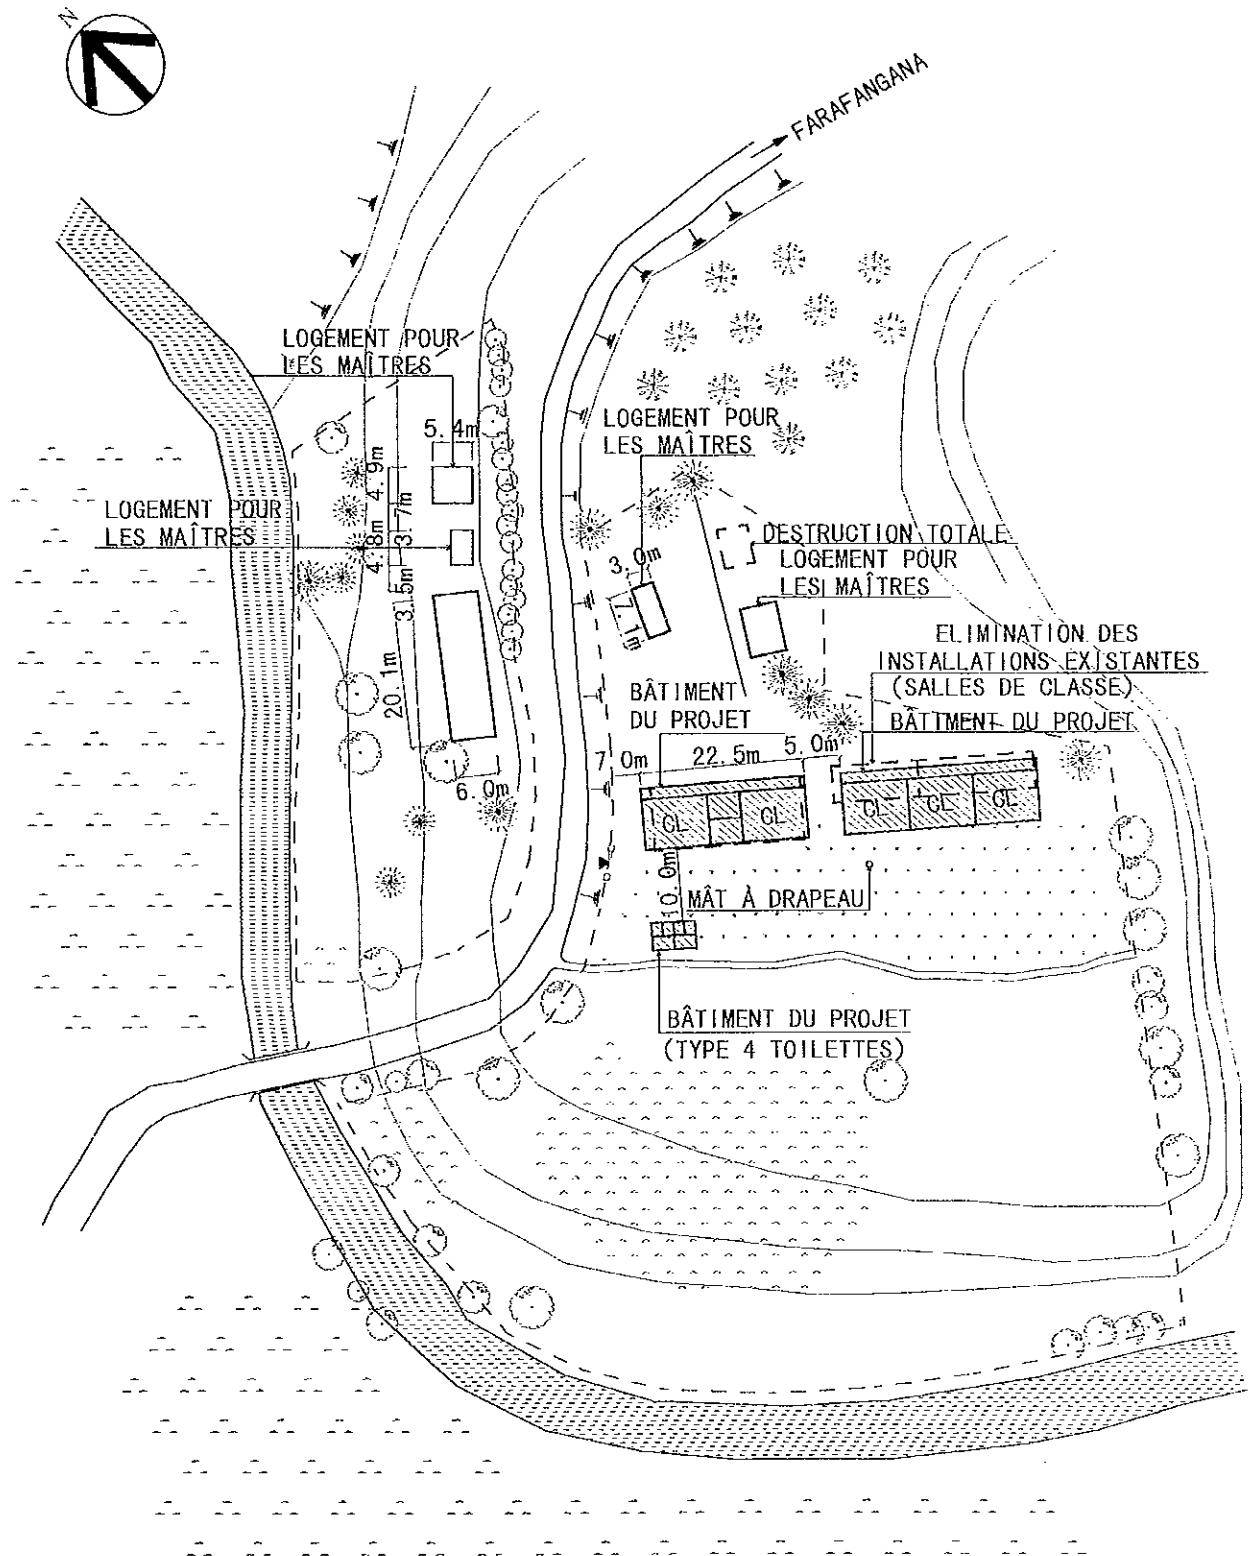 N
FARAFANGANA
LOGEMENT POUR
LES MAÎTRES
5.4m
4.9m
3.7m
4.8m
3.5m
20.1m
6.0m
LOGEMENT POUR
LES MAÎTRES
LOGEMENT POUR
LES MAÎTRES
3.0m
7.1m
DESTRUCTION TOTALE
LOGEMENT POUR
LES MAÎTRES
ELIMINATION DES
INSTALLATIONS EXISTANTES
(SALLES DE CLASSE)
BÂTIMENT DU PROJET
BÂTIMENT
DU PROJET
7.0m
22.5m
5.0m
CL
CL
CL
CL
CL
10.0m
MÂT À DRAPEAU
BÂTIMENT DU PROJET
(TYPE 4 TOILETTES)